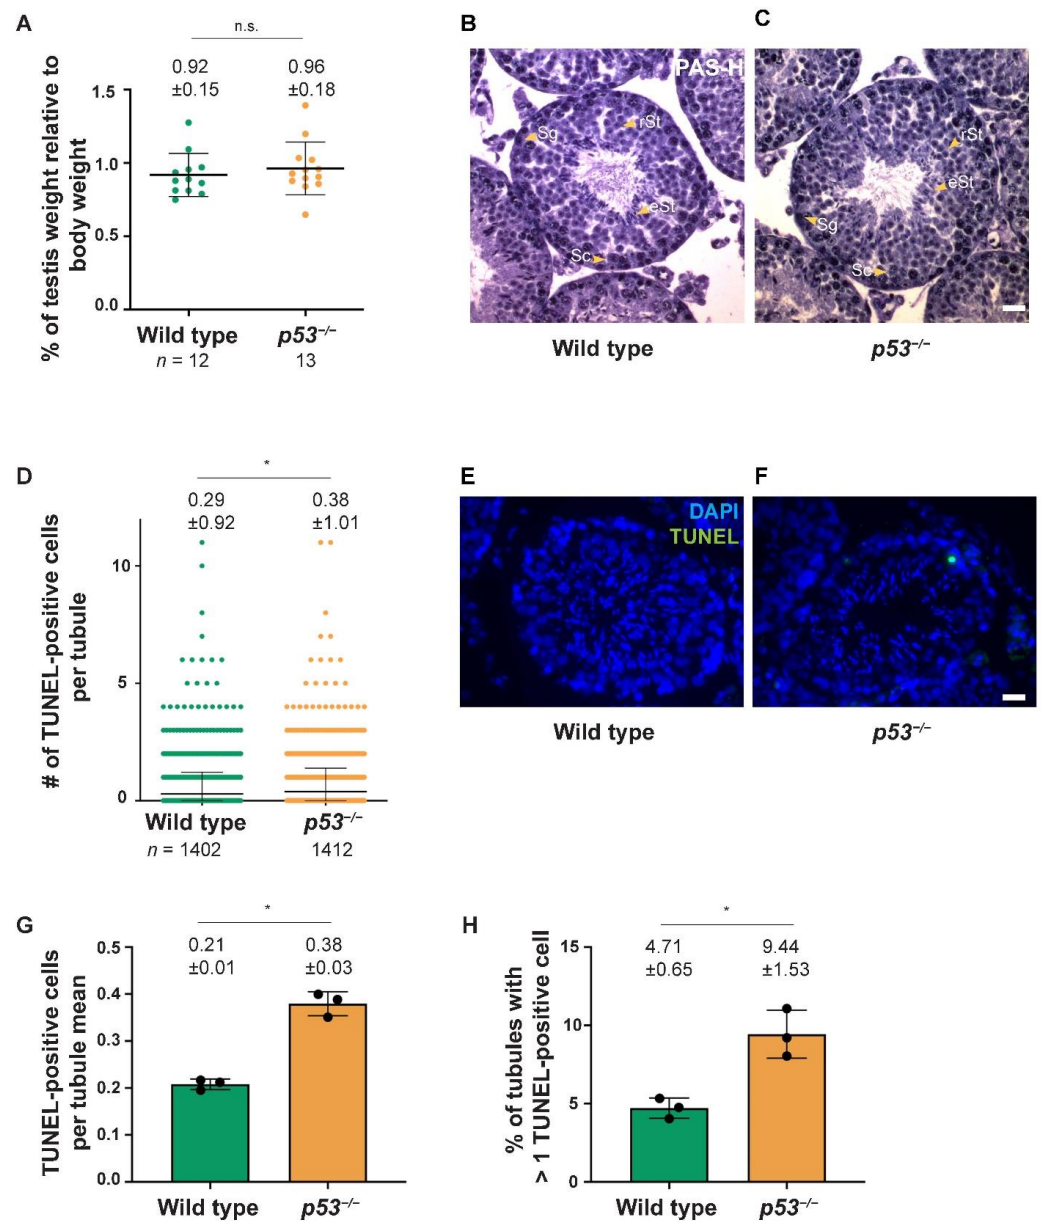 A
n.s.
0.92
±0.15
0.96
±0.18
% of testis weight relative to
body weight
1.5
1.0
0.5
0.0
Wild type
p53−/−
n = 12
13
B
PAS-H
Sg
rSt
eSt
Sc
Wild type
C
rSt
eSt
Sg
Sc
p53−/−
D
*
0.29
±0.92
0.38
±1.01
# of TUNEL-positive cells
per tubule
10
5
0
Wild type
p53−/−
n = 1402
1412
E
DAPI
TUNEL
Wild type
F
p53−/−
G
*
0.21
±0.01
0.38
±0.03
TUNEL-positive cells
per tubule mean
0.5
0.4
0.3
0.2
0.1
0.0
Wild type
p53−/−
H
*
4.71
±0.65
9.44
±1.53
% of tubules with
> 1 TUNEL-positive cell
15
10
5
0
Wild type
p53−/−